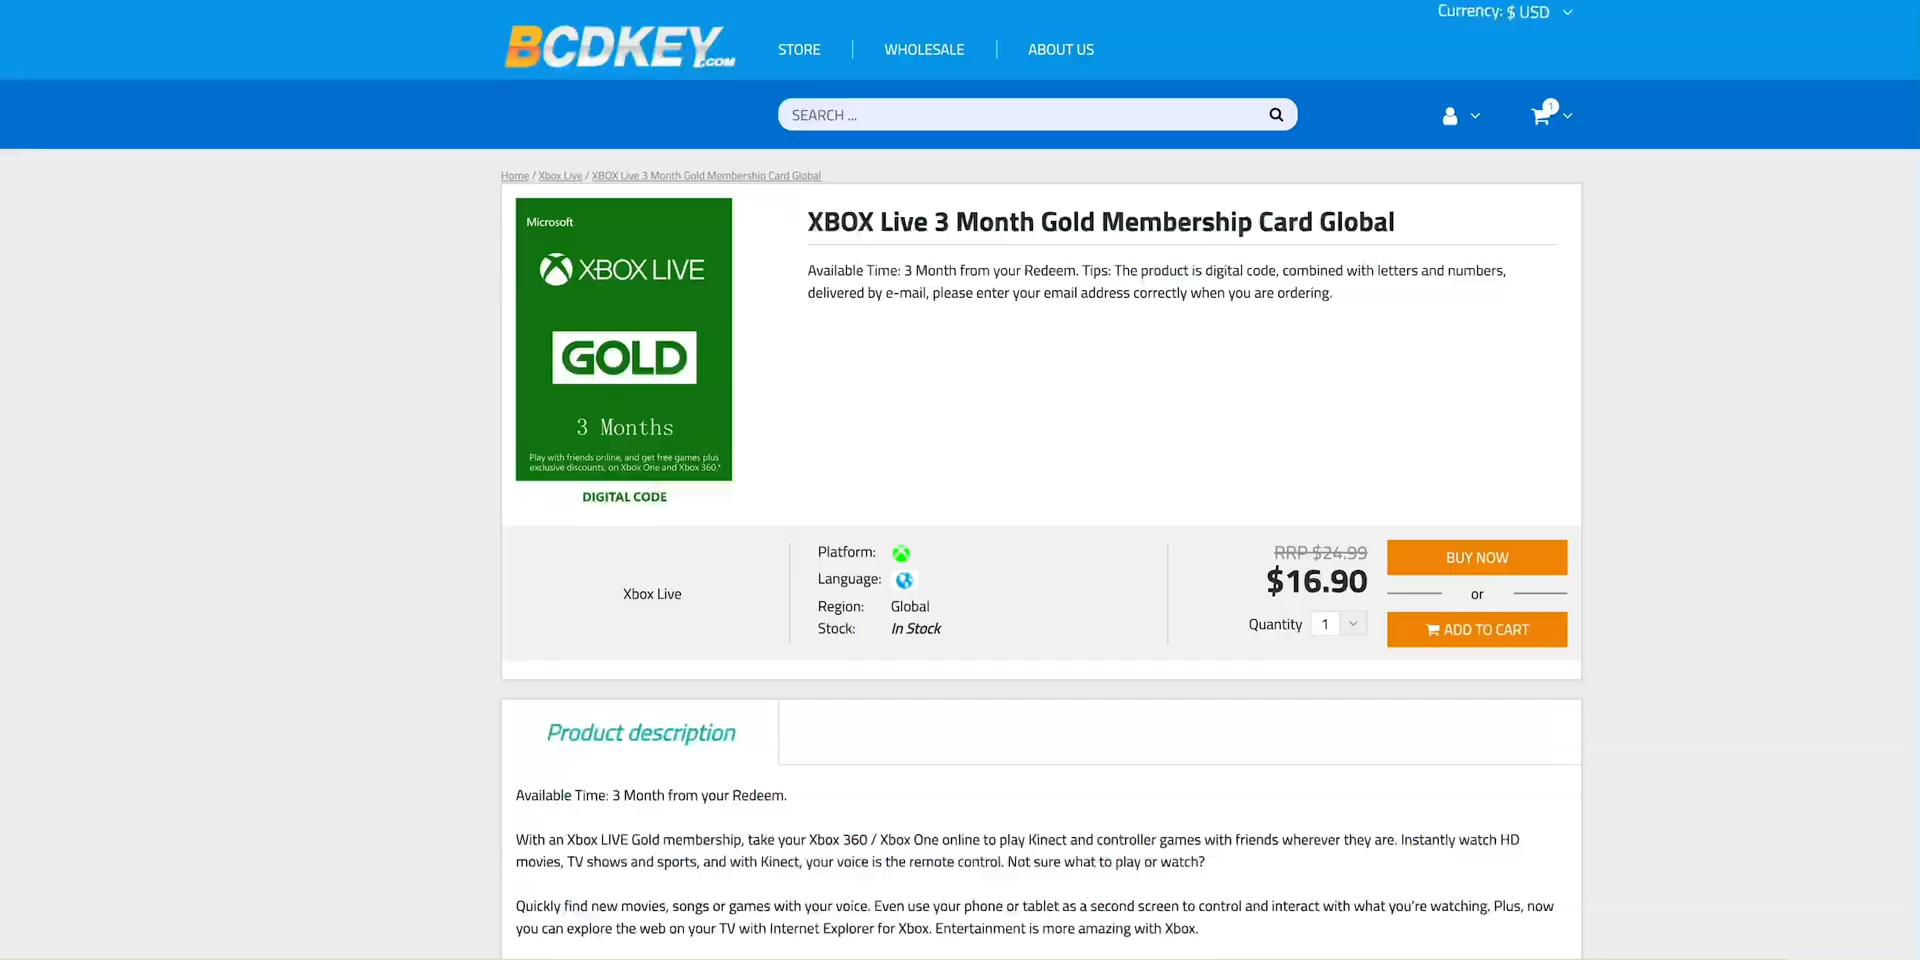 Currency: $ USD
BCDKEY.COM
STORE
WHOLESALE
ABOUT US
SEARCH ...
1
Home / Xbox Live / XBOX Live 3 Month Gold Membership Card Global
Microsoft
XBOX LIVE
GOLD
3 Months
Play with friends online, and get free games plus
exclusive discounts, on Xbox One and Xbox 360.*
DIGITAL CODE
XBOX Live 3 Month Gold Membership Card Global
Available Time: 3 Month from your Redeem. Tips: The product is digital code, combined with letters and numbers,
delivered by e-mail, please enter your email address correctly when you are ordering.
Xbox Live
Platform:
Language:
Region: Global
Stock: In Stock
RRP $24.99
$16.90
Quantity 1
BUY NOW
or
ADD TO CART
Product description
Available Time: 3 Month from your Redeem.
With an Xbox LIVE Gold membership, take your Xbox 360 / Xbox One online to play Kinect and controller games with friends wherever they are. Instantly watch HD
movies, TV shows and sports, and with Kinect, your voice is the remote control. Not sure what to play or watch?
Quickly find new movies, songs or games with your voice. Even use your phone or tablet as a second screen to control and interact with what you're watching. Plus, now
you can explore the web on your TV with Internet Explorer for Xbox. Entertainment is more amazing with Xbox.